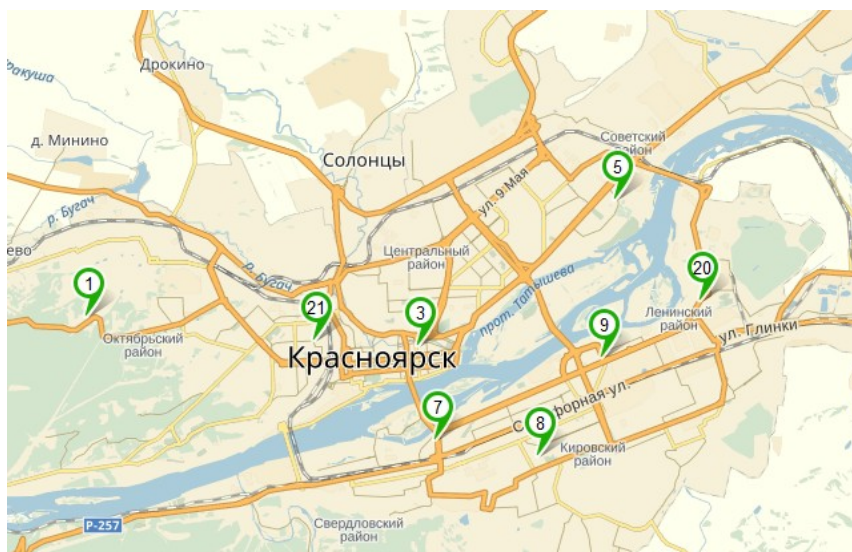 Дрокино
д. Минино
Солонцы
Советский
район
5
ул. 9 Мая
р. Бугач
Центральный
район
прот. Татышева
р. Бугач
1
21
3
20
9
Ленинский
район
Октябрьский
район
Красноярск
ул. Глинки
7
8
Кировский
район
Р-257
Свердловский
район